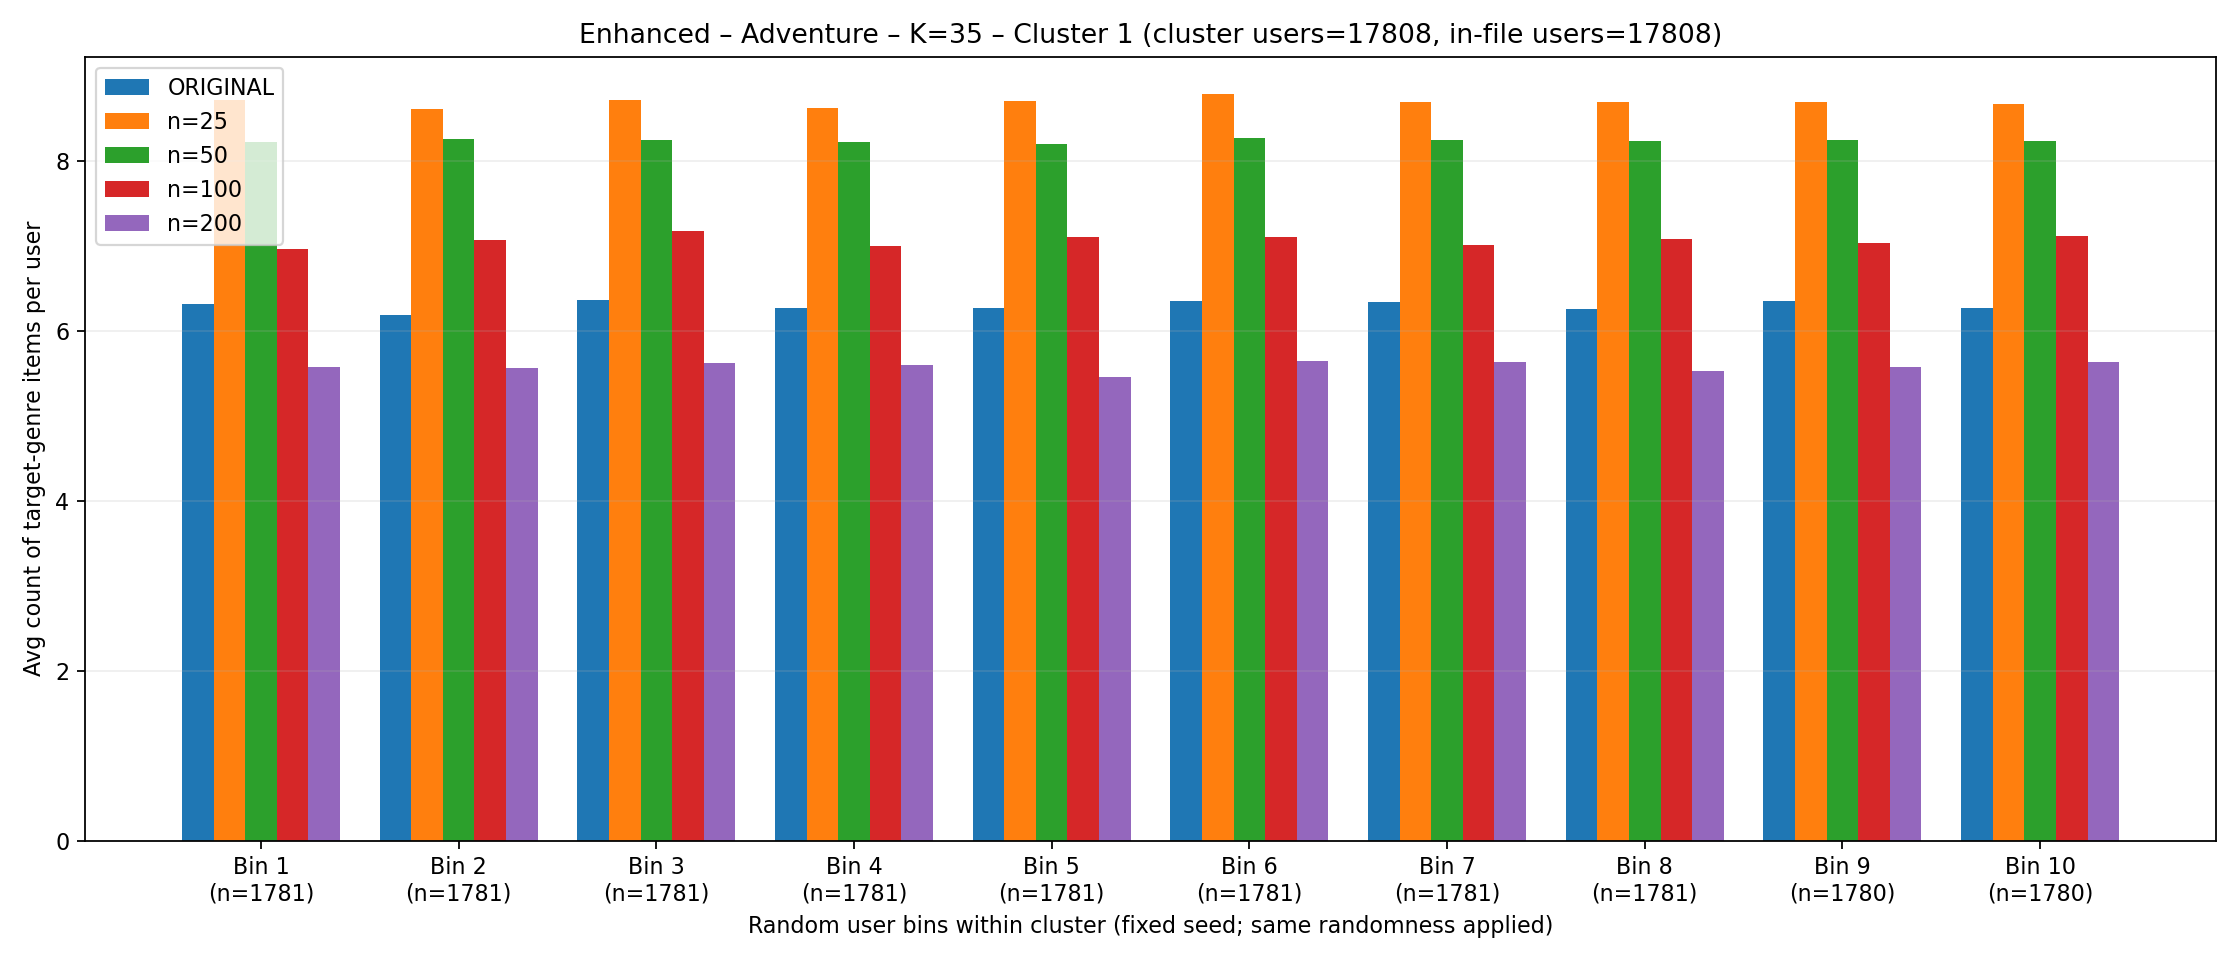 Enhanced – Adventure – K=35 – Cluster 1 (cluster users=17808, in-file users=17808)
ORIGINAL
n=25
n=50
n=100
n=200
Avg count of target-genre items per user
8
6
4
2
0
Bin 1
(n=1781)
Bin 2
(n=1781)
Bin 3
(n=1781)
Bin 4
(n=1781)
Bin 5
(n=1781)
Bin 6
(n=1781)
Bin 7
(n=1781)
Bin 8
(n=1781)
Bin 9
(n=1780)
Bin 10
(n=1780)
Random user bins within cluster (fixed seed; same randomness applied)